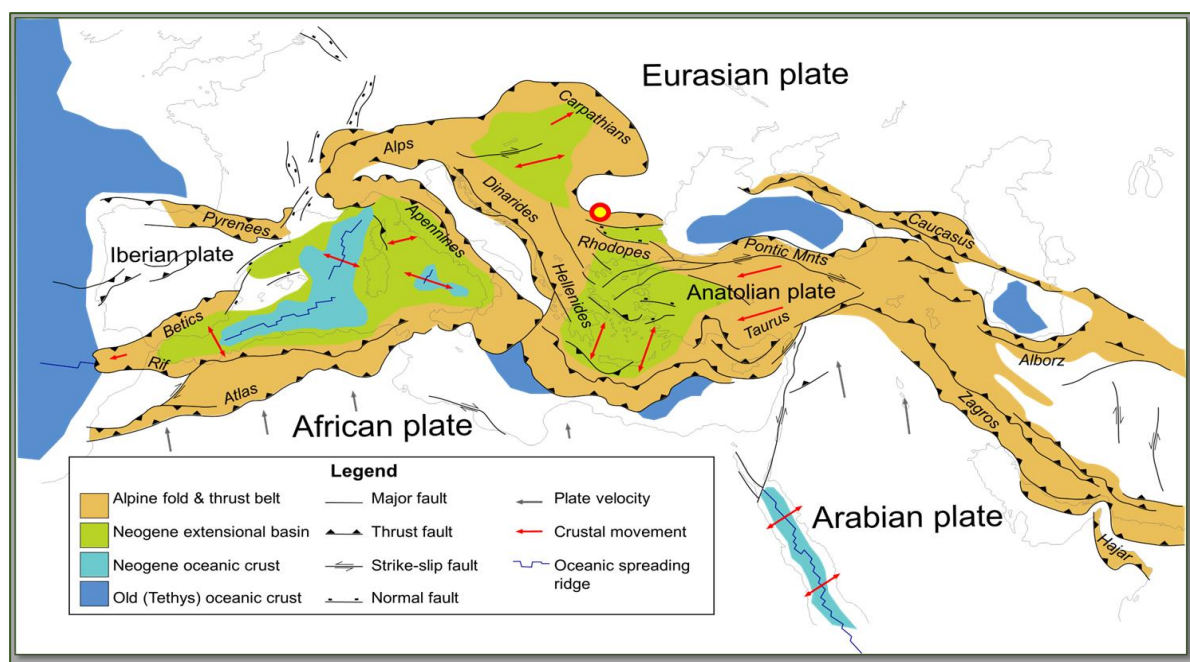 Eurasian plate
Carpathians
Alps
Dinarides
Pyrenees
Apennines
Caucasus
Iberian plate
Rhodopes
Pontic Mnts
Hellenides
Anatolian plate
Betics
Taurus
Rif
Alborz
Atlas
Zagros
African plate
Arabian plate
Hajar
Legend
Alpine fold & thrust belt
Major fault
Plate velocity
Neogene extensional basin
Thrust fault
Crustal movement
Neogene oceanic crust
Strike-slip fault
Oceanic spreading
ridge
Old (Tethys) oceanic crust
Normal fault